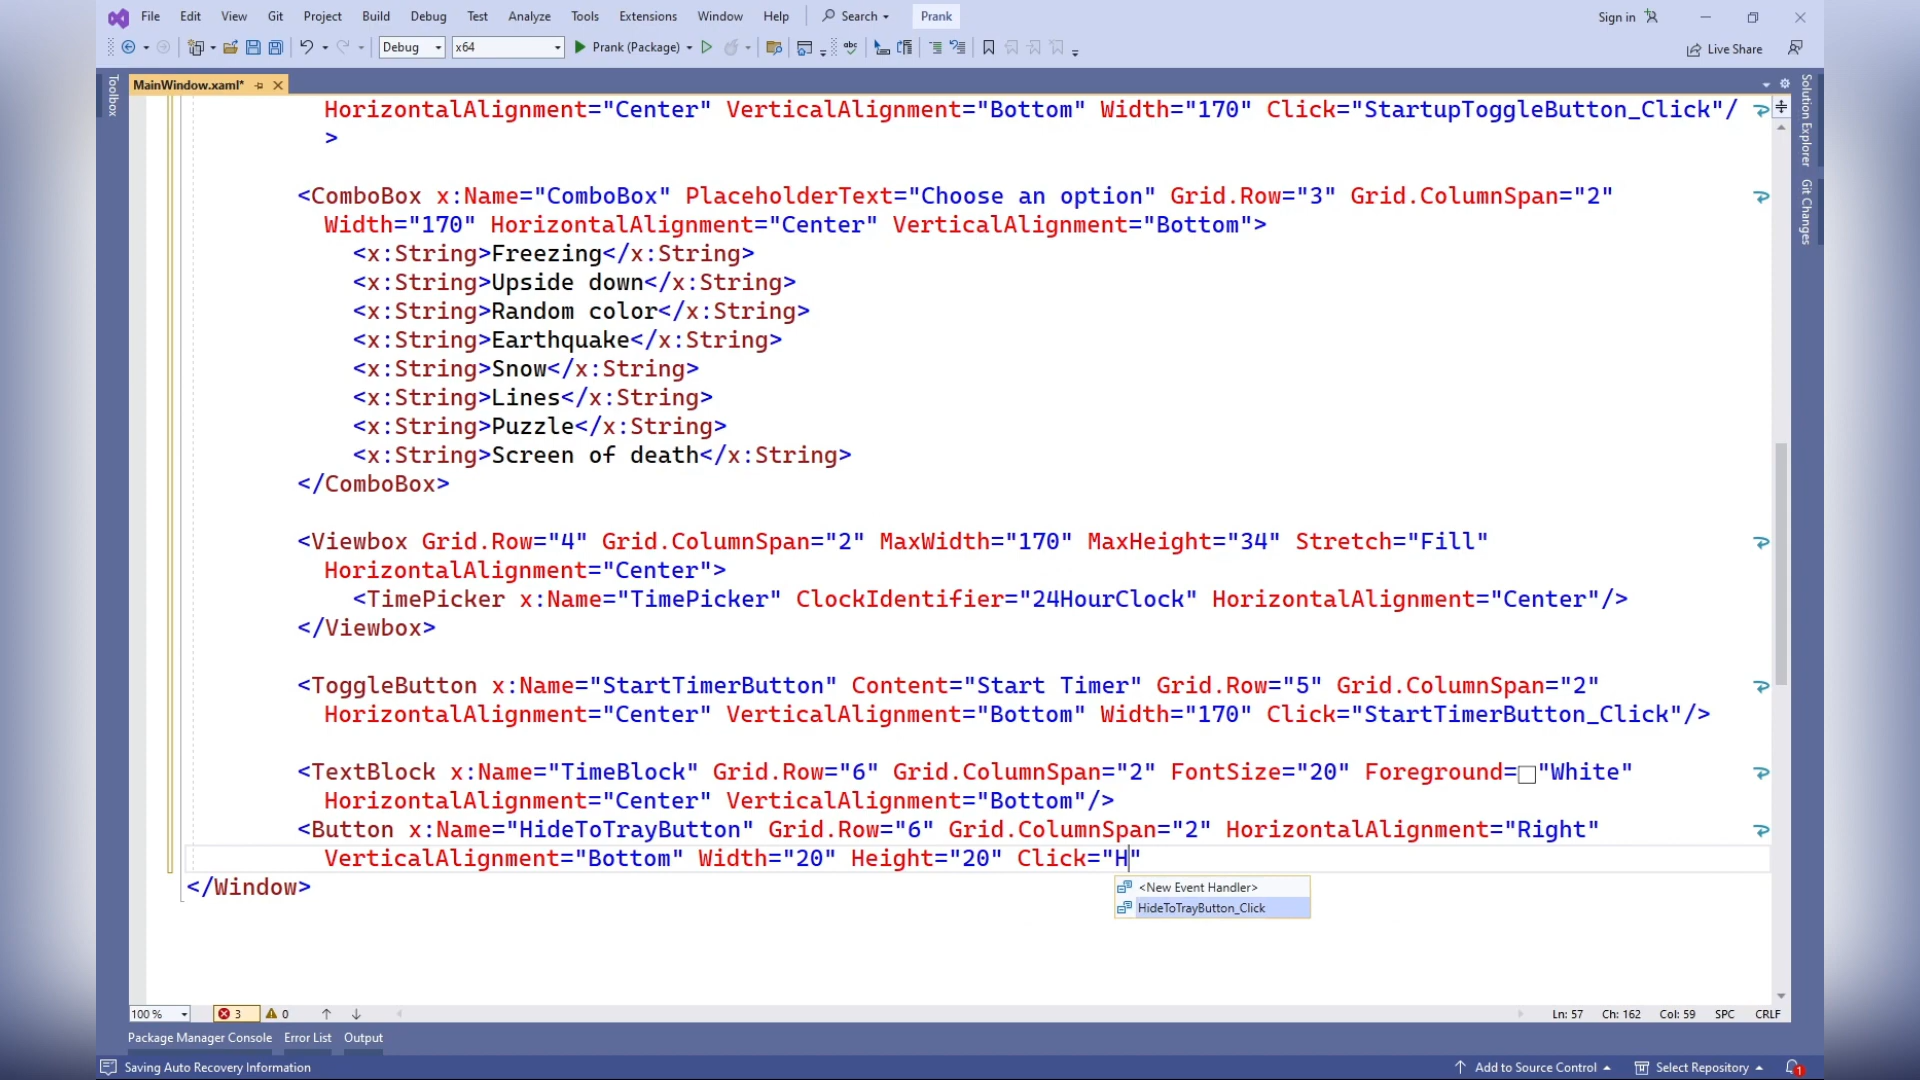 File Edit View Git Project Build Debug Test Analyze Tools Extensions Window Help Search Prank Sign in
Debug x64 Prank (Package) Live Share
MainWindow.xaml*
Toolbox
Solution Explorer
Git Changes
HorizontalAlignment="Center" VerticalAlignment="Bottom" Width="170" Click="StartupToggleButton_Click"/
>
<ComboBox x:Name="ComboBox" PlaceholderText="Choose an option" Grid.Row="3" Grid.ColumnSpan="2"
Width="170" HorizontalAlignment="Center" VerticalAlignment="Bottom">
<x:String>Freezing</x:String>
<x:String>Upside down</x:String>
<x:String>Random color</x:String>
<x:String>Earthquake</x:String>
<x:String>Snow</x:String>
<x:String>Lines</x:String>
<x:String>Puzzle</x:String>
<x:String>Screen of death</x:String>
</ComboBox>
<Viewbox Grid.Row="4" Grid.ColumnSpan="2" MaxWidth="170" MaxHeight="34" Stretch="Fill"
HorizontalAlignment="Center">
<TimePicker x:Name="TimePicker" ClockIdentifier="24HourClock" HorizontalAlignment="Center"/>
</Viewbox>
<ToggleButton x:Name="StartTimerButton" Content="Start Timer" Grid.Row="5" Grid.ColumnSpan="2"
HorizontalAlignment="Center" VerticalAlignment="Bottom" Width="170" Click="StartTimerButton_Click"/>
<TextBlock x:Name="TimeBlock" Grid.Row="6" Grid.ColumnSpan="2" FontSize="20" Foreground="White"
HorizontalAlignment="Center" VerticalAlignment="Bottom"/>
<Button x:Name="HideToTrayButton" Grid.Row="6" Grid.ColumnSpan="2" HorizontalAlignment="Right"
VerticalAlignment="Bottom" Width="20" Height="20" Click="H"
</Window>
<New Event Handler>
HideToTrayButton_Click
100 % 3 0 Ln: 57 Ch: 162 Col: 59 SPC CRLF
Package Manager Console Error List Output
Saving Auto Recovery Information Add to Source Control Select Repository 1